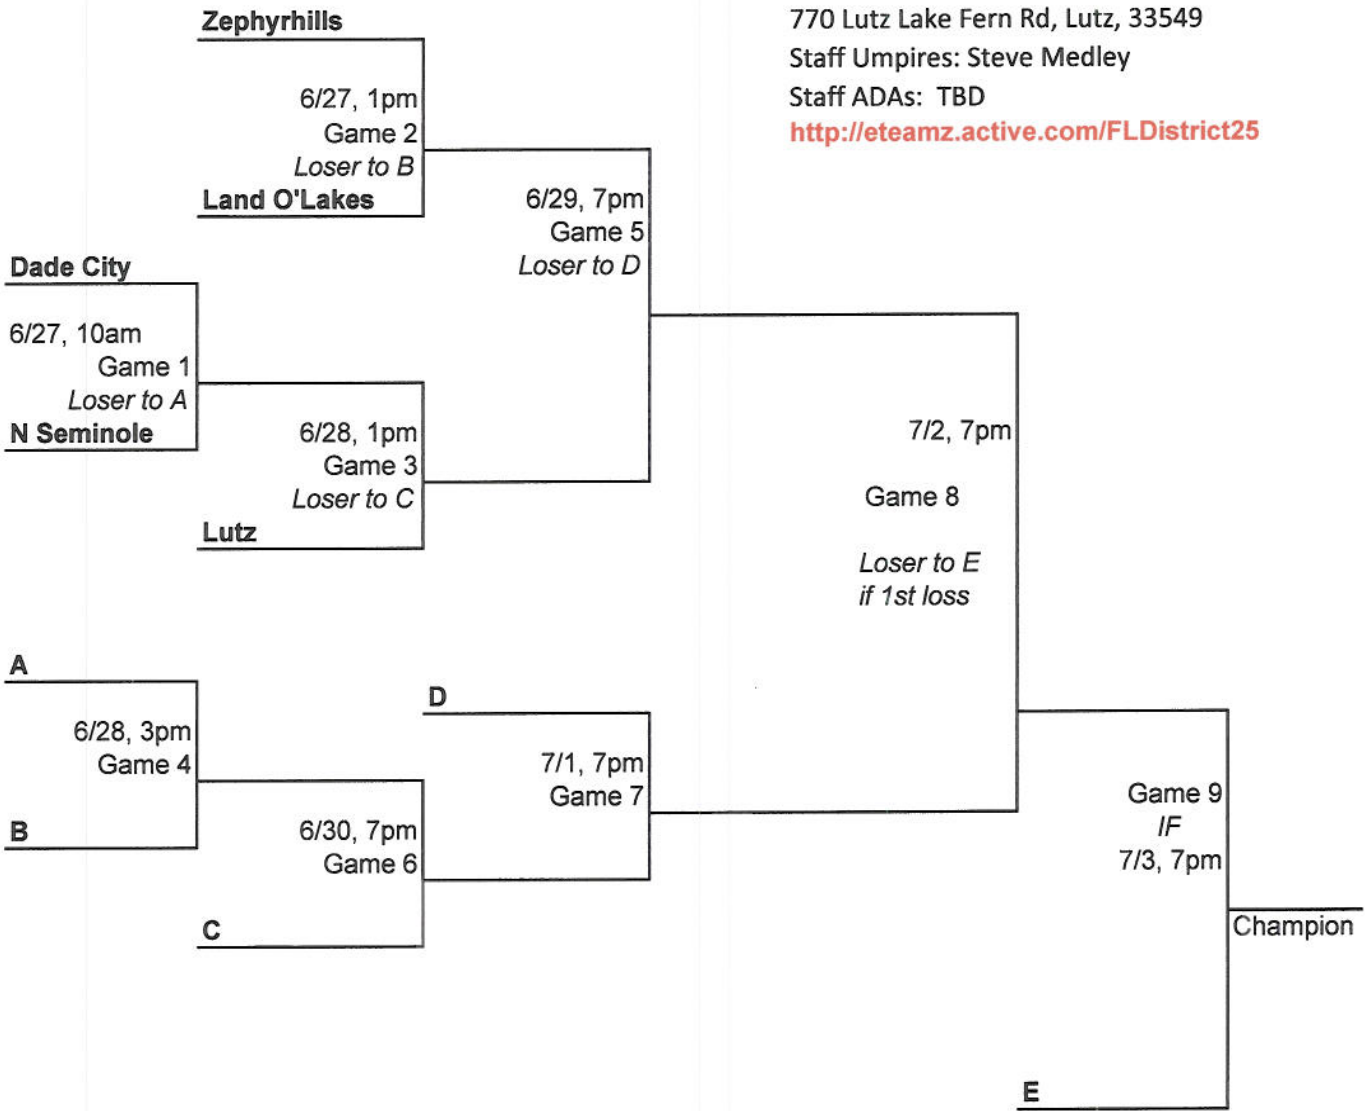 Zephyrhills
770 Lutz Lake Fern Rd, Lutz, 33549
Staff Umpires: Steve Medley
Staff ADAs:  TBD
http://eteamz.active.com/FLDistrict25
6/27, 1pm
Game 2
Loser to B
Land O'Lakes
6/29, 7pm
Game 5
Loser to D
Dade City
6/27, 10am
Game 1
Loser to A
N Seminole
6/28, 1pm
Game 3
Loser to C
Lutz
7/2, 7pm
Game 8
Loser to E
if 1st loss
A
6/28, 3pm
Game 4
B
D
7/1, 7pm
Game 7
6/30, 7pm
Game 6
C
Game 9
IF
7/3, 7pm
Champion
E